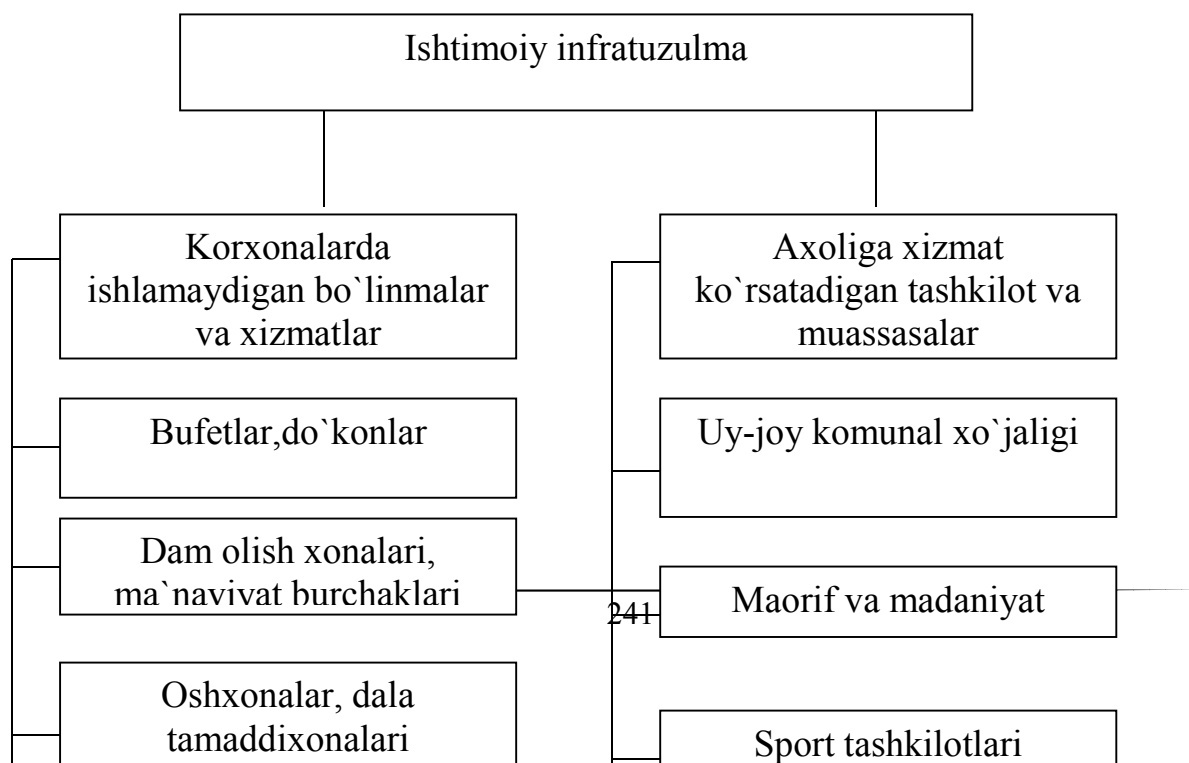 Ishtimoiy infratuzulma
Korxonalarda
ishlamaydigan bo`linmalar
va xizmatlar
Bufetlar,do`konlar
Dam olish xonalari,
ma`naviyat burchaklari
Oshxonalar, dala
tamaddixonalari
Axoliga xizmat
ko`rsatadigan tashkilot va
muassasalar
Uy-joy komunal xo`jaligi
Maorif va madaniyat
Sport tashkilotlari
241